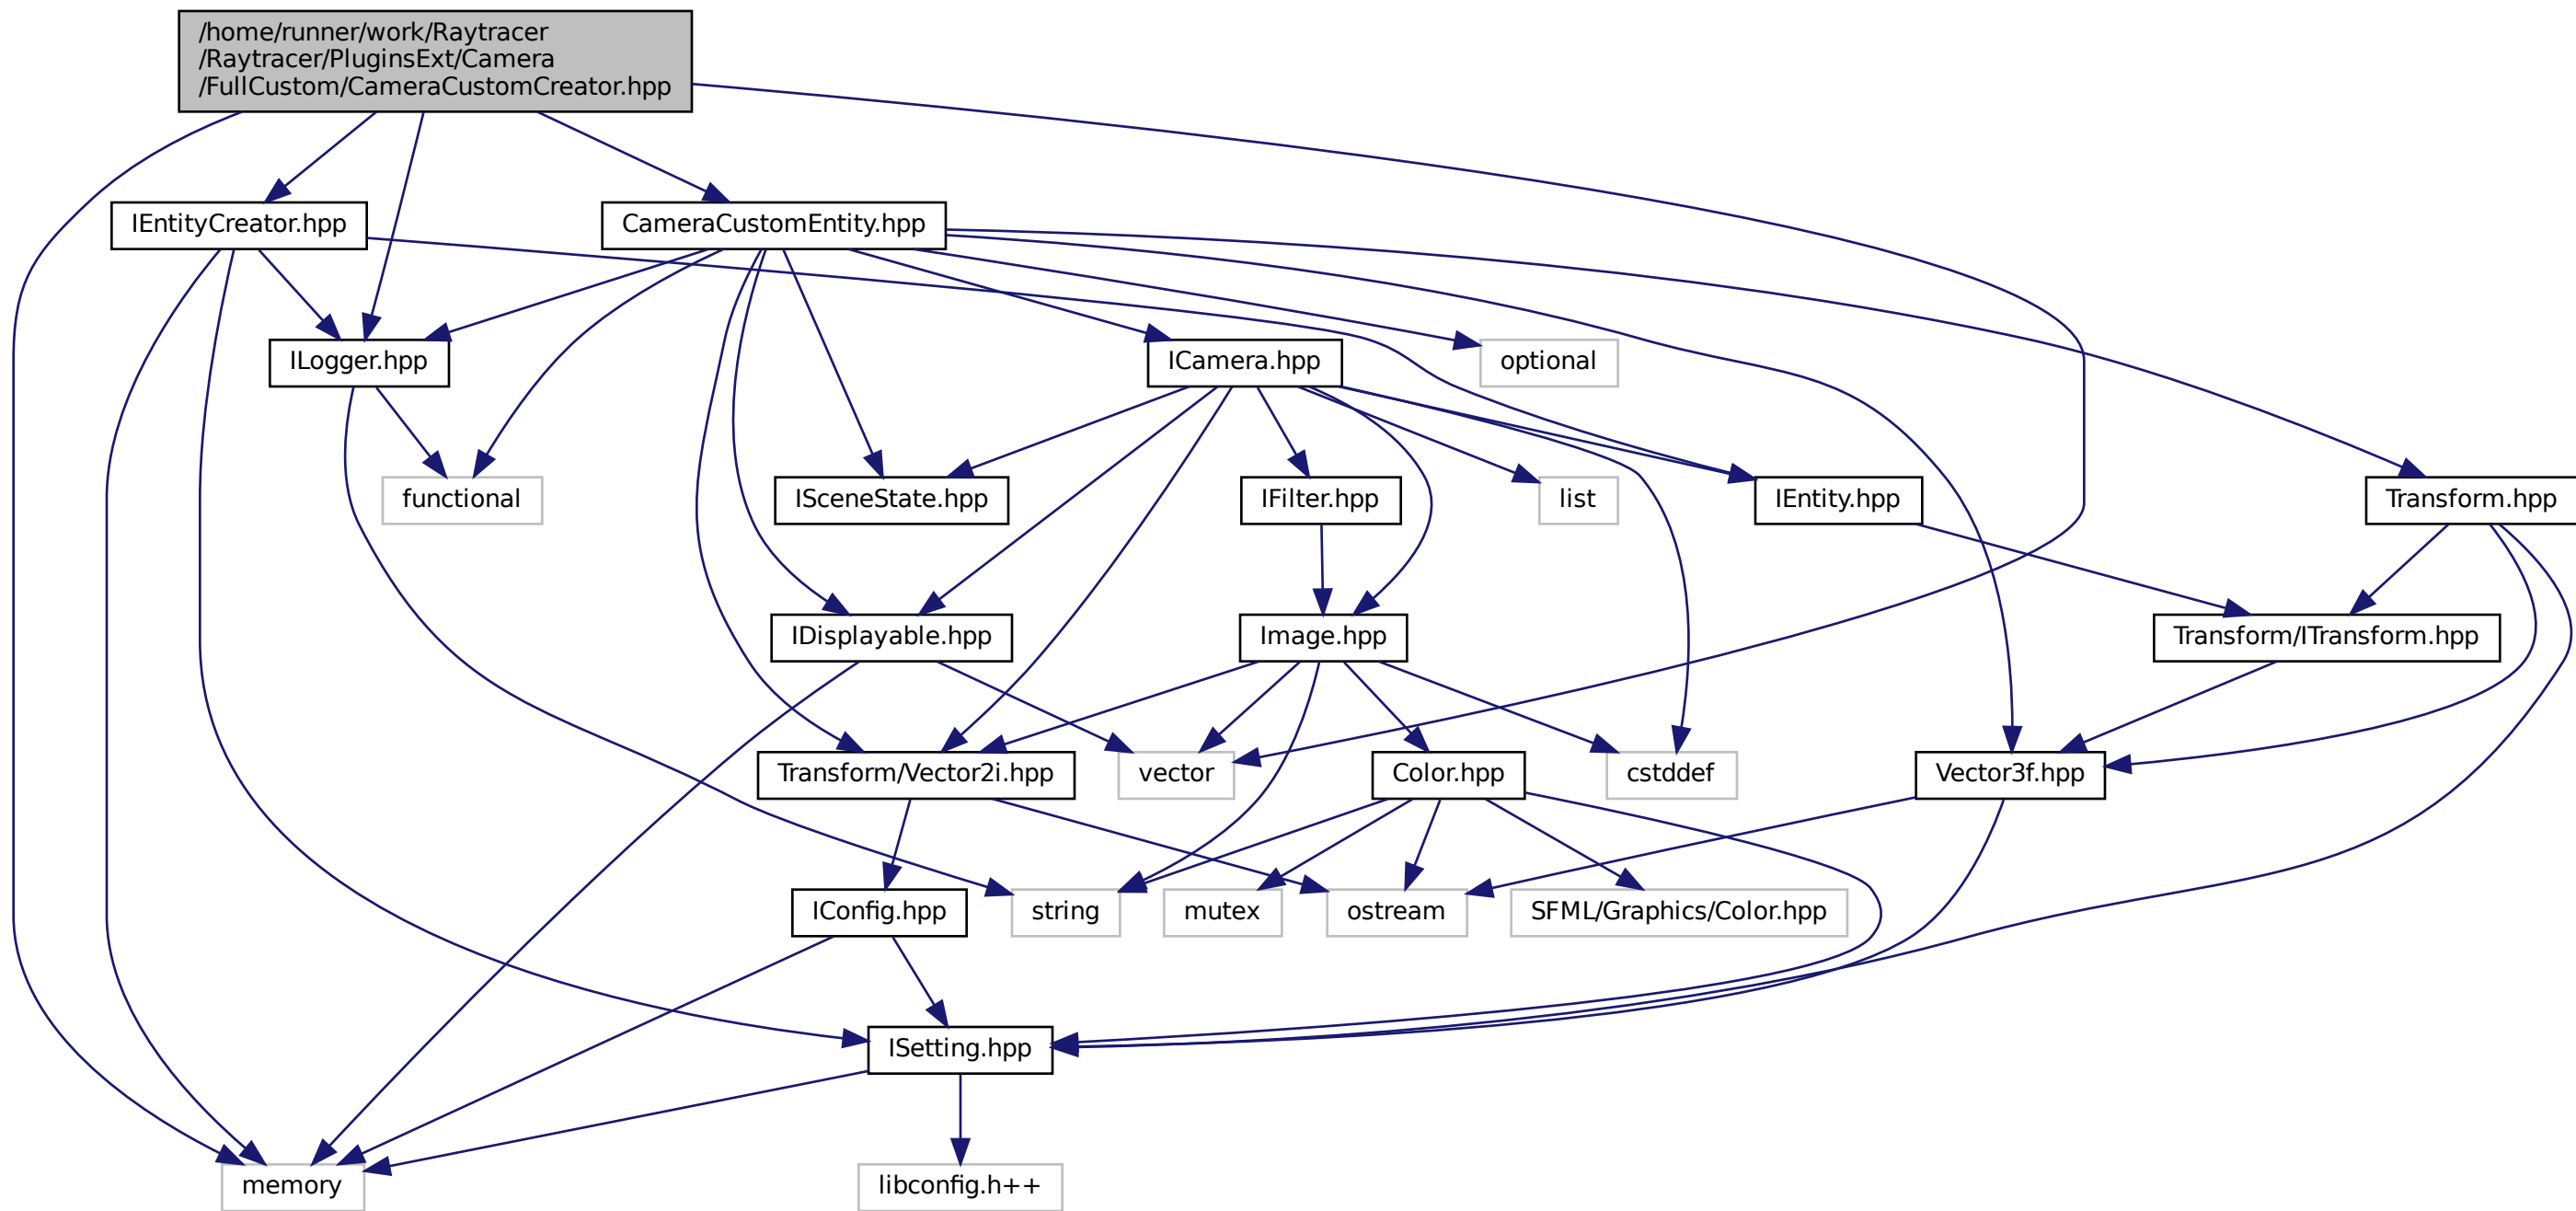 /home/runner/work/Raytracer
/Raytracer/PluginsExt/Camera
/FullCustom/CameraCustomCreator.hpp
IEntityCreator.hpp
CameraCustomEntity.hpp
ILogger.hpp
ICamera.hpp
optional
functional
ISceneState.hpp
IFilter.hpp
list
IEntity.hpp
Transform.hpp
IDisplayable.hpp
Image.hpp
Transform/ITransform.hpp
Transform/Vector2i.hpp
vector
Color.hpp
cstddef
Vector3f.hpp
IConfig.hpp
string
mutex
ostream
SFML/Graphics/Color.hpp
ISetting.hpp
memory
libconfig.h++